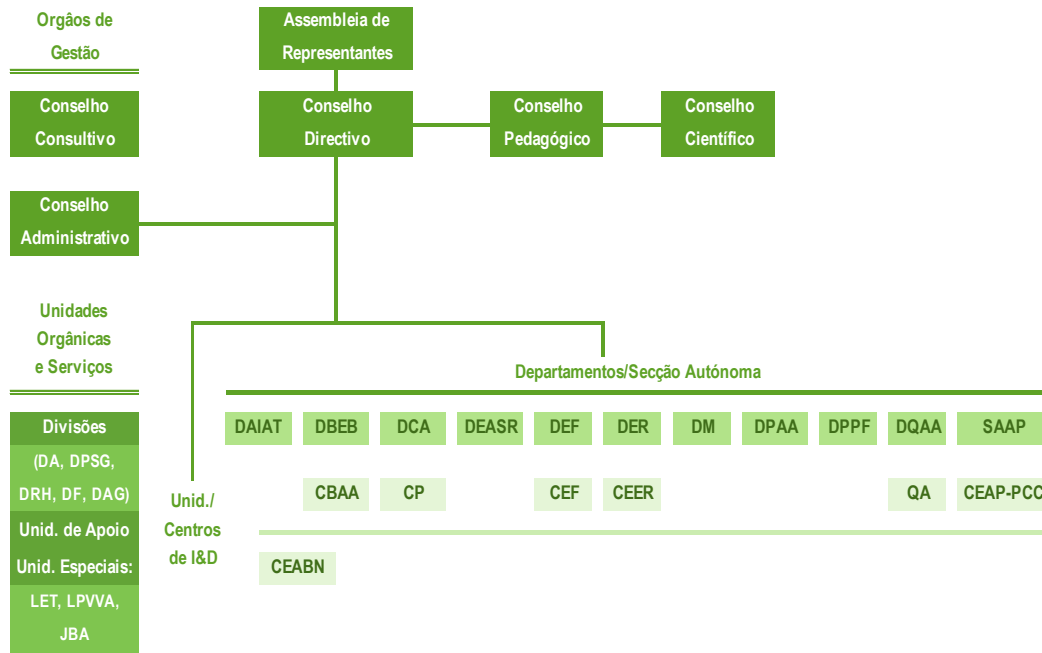 Orgâos de
Gestão
Assembleia de
Representantes
Conselho
Consultivo
Conselho
Directivo
Conselho
Pedagógico
Conselho
Científico
Conselho
Administrativo
Unidades
Orgânicas
e Serviços
Departamentos/Secção Autónoma
Divisões
(DA, DPSG,
DRH, DF, DAG)
Unid. de Apoio
Unid. Especiais:
LET, LPVVA,
JBA
Unid./
Centros
de I&D
DAIAT DBEB DCA DEASR DEF DER DM DPAA DPPF DQAA SAAP
CBAA CP CEF CEER QA CEAP-PCC
CEABN